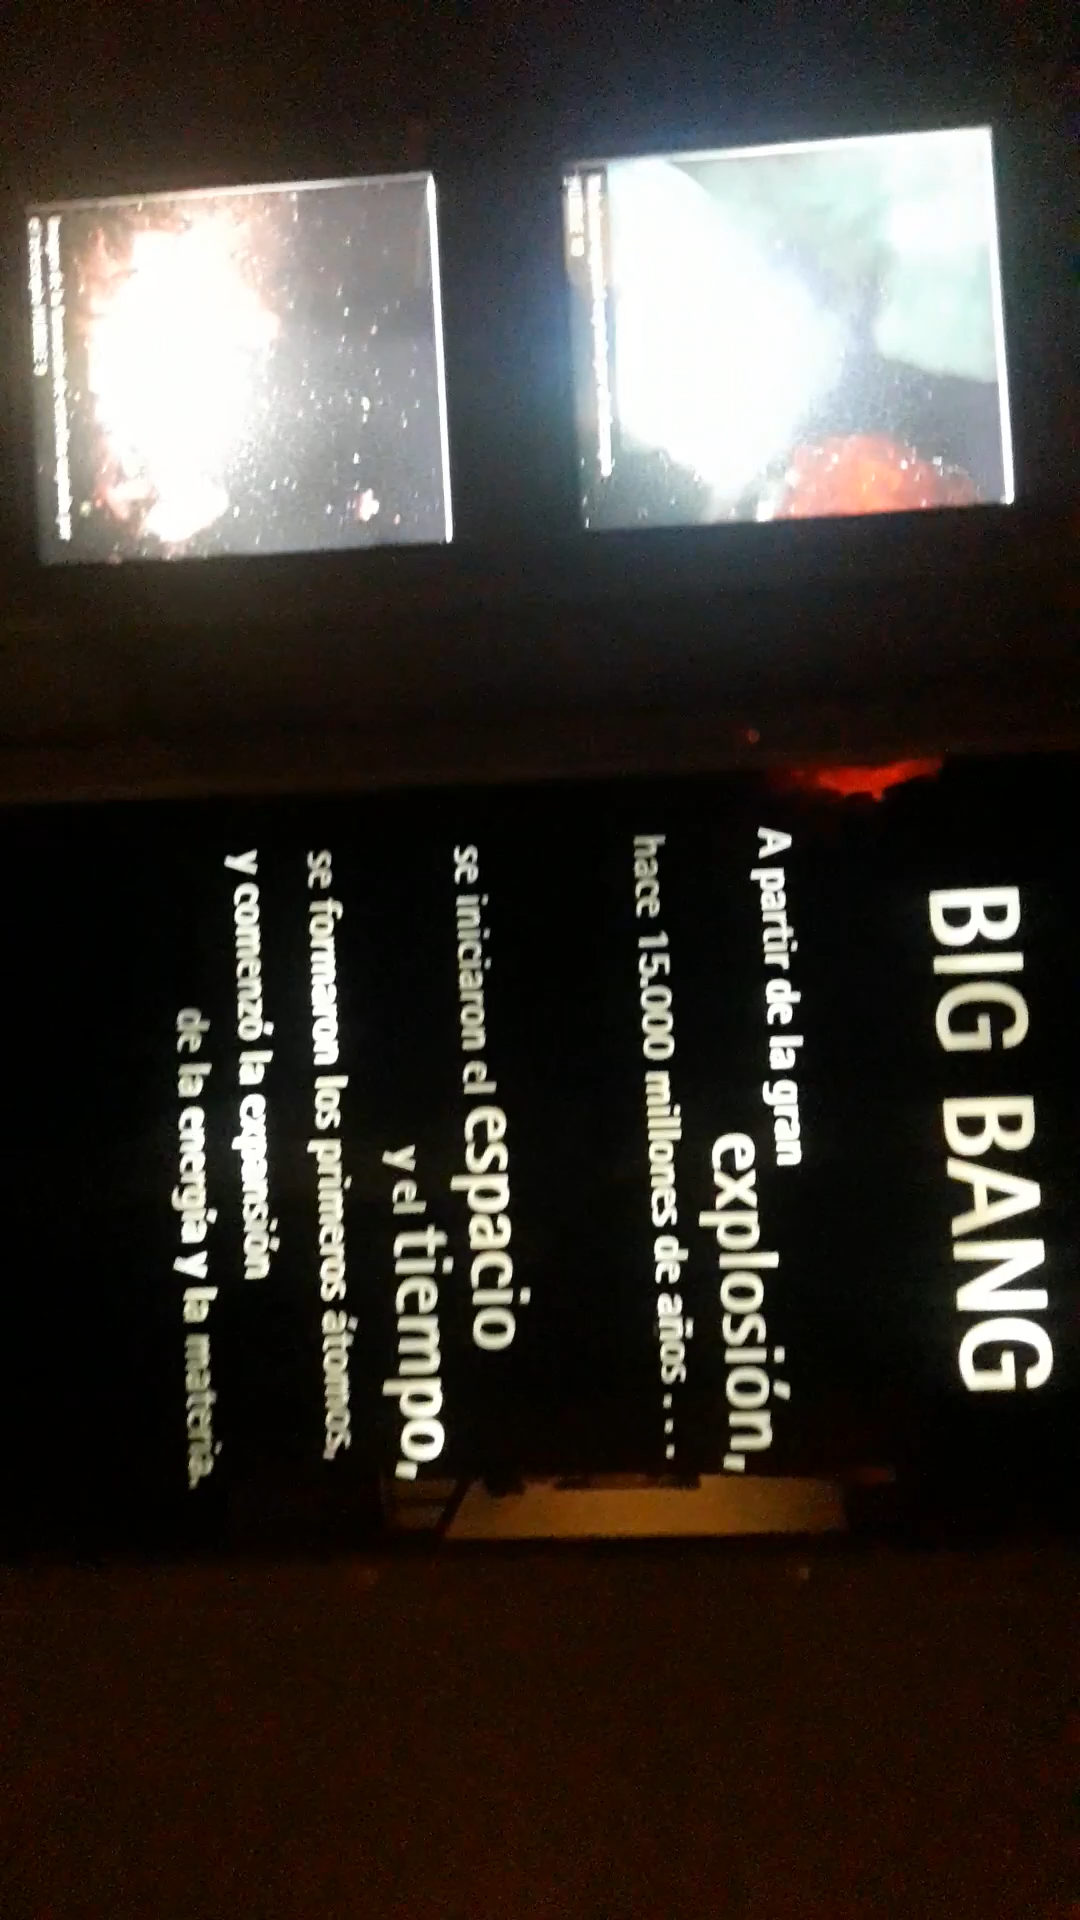 BIG BANG
A partir de la gran
explosión,
hace 15.000 millones de años . . .
se iniciaron el espacio
y el tiempo,
se formaron los primeros átomos,
y comenzó la expansión
de la energía y la materia.